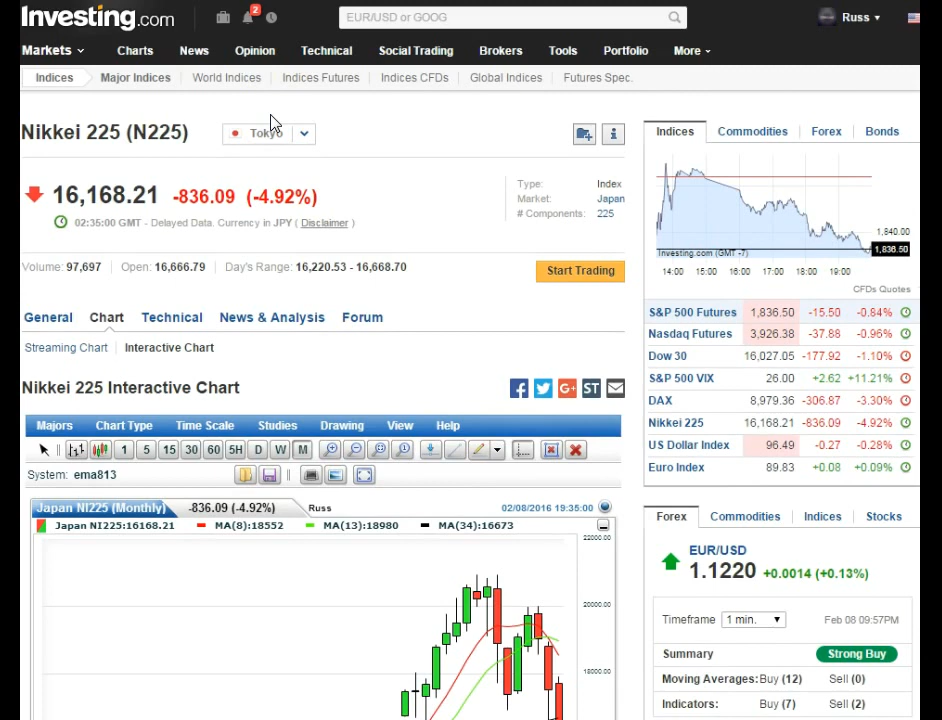 Investing.com
2
EUR/USD or GOOG
Russ
Markets Charts News Opinion Technical Social Trading Brokers Tools Portfolio More
Indices Major Indices World Indices Indices Futures Indices CFDs Global Indices Futures Spec.
Nikkei 225 (N225)
Tokyo
16,168.21 -836.09 (-4.92%)
02:35:00 GMT - Delayed Data. Currency in JPY ( Disclaimer )
Type: Index
Market: Japan
# Components: 225
Volume: 97,697 Open: 16,666.79 Day's Range: 16,220.53 - 16,668.70
Start Trading
General Chart Technical News & Analysis Forum
Streaming Chart Interactive Chart
Nikkei 225 Interactive Chart
ST
Majors Chart Type Time Scale Studies Drawing View Help
1 5 15 30 60 5H D W M
System: ema813
Japan NI225 (Monthly) -836.09 (-4.92%) Russ 02/08/2016 19:35:00
Japan NI225:16168.21 MA(8):18552 MA(13):18980 MA(34):16673
22000.00
20000.00
18000.00
Indices Commodities Forex Bonds
1,840.00
1,836.50
Investing.com (GMT -7)
14:00 15:00 16:00 17:00 18:00 19:00
CFDs Quotes
S&P 500 Futures 1,836.50 -15.50 -0.84%
Nasdaq Futures 3,926.38 -37.88 -0.96%
Dow 30 16,027.05 -177.92 -1.10%
S&P 500 VIX 26.00 +2.62 +11.21%
DAX 8,979.36 -306.87 -3.30%
Nikkei 225 16,168.21 -836.09 -4.92%
US Dollar Index 96.49 -0.27 -0.28%
Euro Index 89.83 +0.08 +0.09%
Forex Commodities Indices Stocks
EUR/USD
1.1220 +0.0014 (+0.13%)
Timeframe 1 min. Feb 08 09:57PM
Summary Strong Buy
Moving Averages: Buy (12) Sell (0)
Indicators: Buy (7) Sell (2)